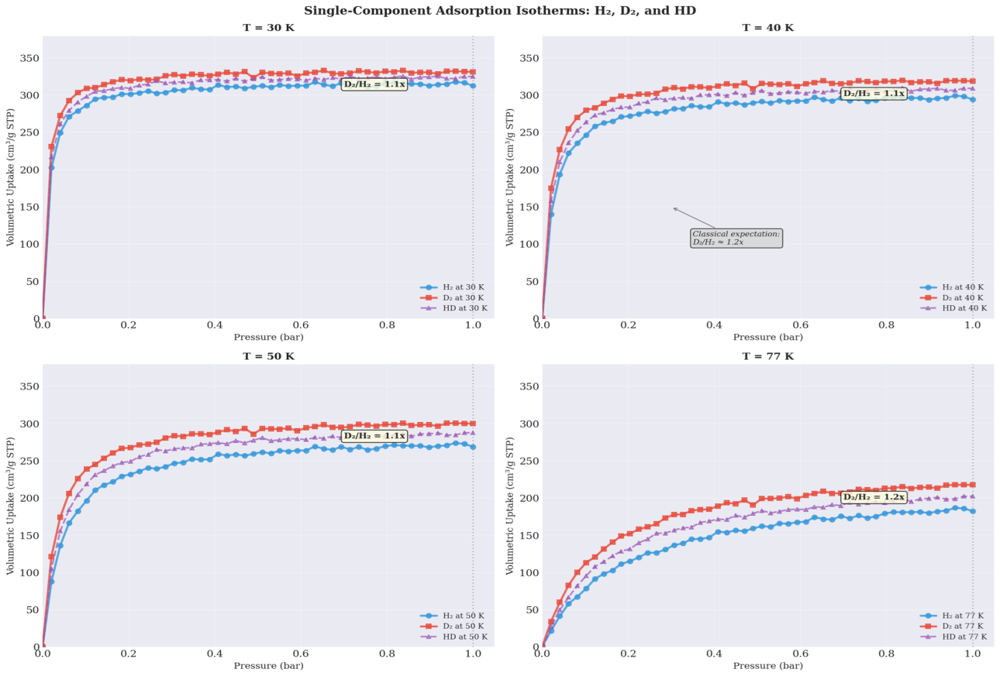 Single-Component Adsorption Isotherms: H₂, D₂, and HD
T = 30 K
Volumetric Uptake (cm³/g STP)
350
300
250
200
150
100
50
0
D₂/H₂ = 1.1x
H₂ at 30 K
D₂ at 30 K
HD at 30 K
0.0 0.2 0.4 0.6 0.8 1.0
Pressure (bar)
T = 40 K
Volumetric Uptake (cm³/g STP)
350
300
250
200
150
100
50
0
D₂/H₂ = 1.1x
Classical expectation:
D₂/H₂ ≈ 1.2x
H₂ at 40 K
D₂ at 40 K
HD at 40 K
0.0 0.2 0.4 0.6 0.8 1.0
Pressure (bar)
T = 50 K
Volumetric Uptake (cm³/g STP)
350
300
250
200
150
100
50
0
D₂/H₂ = 1.1x
H₂ at 50 K
D₂ at 50 K
HD at 50 K
0.0 0.2 0.4 0.6 0.8 1.0
Pressure (bar)
T = 77 K
Volumetric Uptake (cm³/g STP)
350
300
250
200
150
100
50
0
D₂/H₂ = 1.2x
H₂ at 77 K
D₂ at 77 K
HD at 77 K
0.0 0.2 0.4 0.6 0.8 1.0
Pressure (bar)